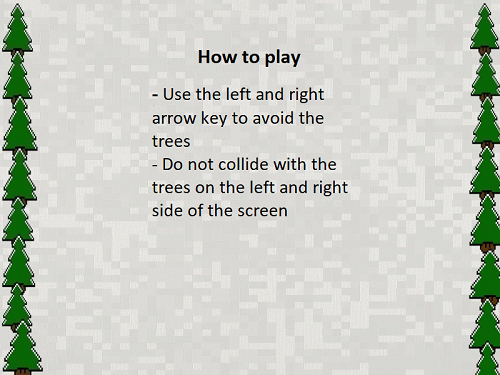 How to play
- Use the left and right
arrow key to avoid the
trees
- Do not collide with the
trees on the left and right
side of the screen